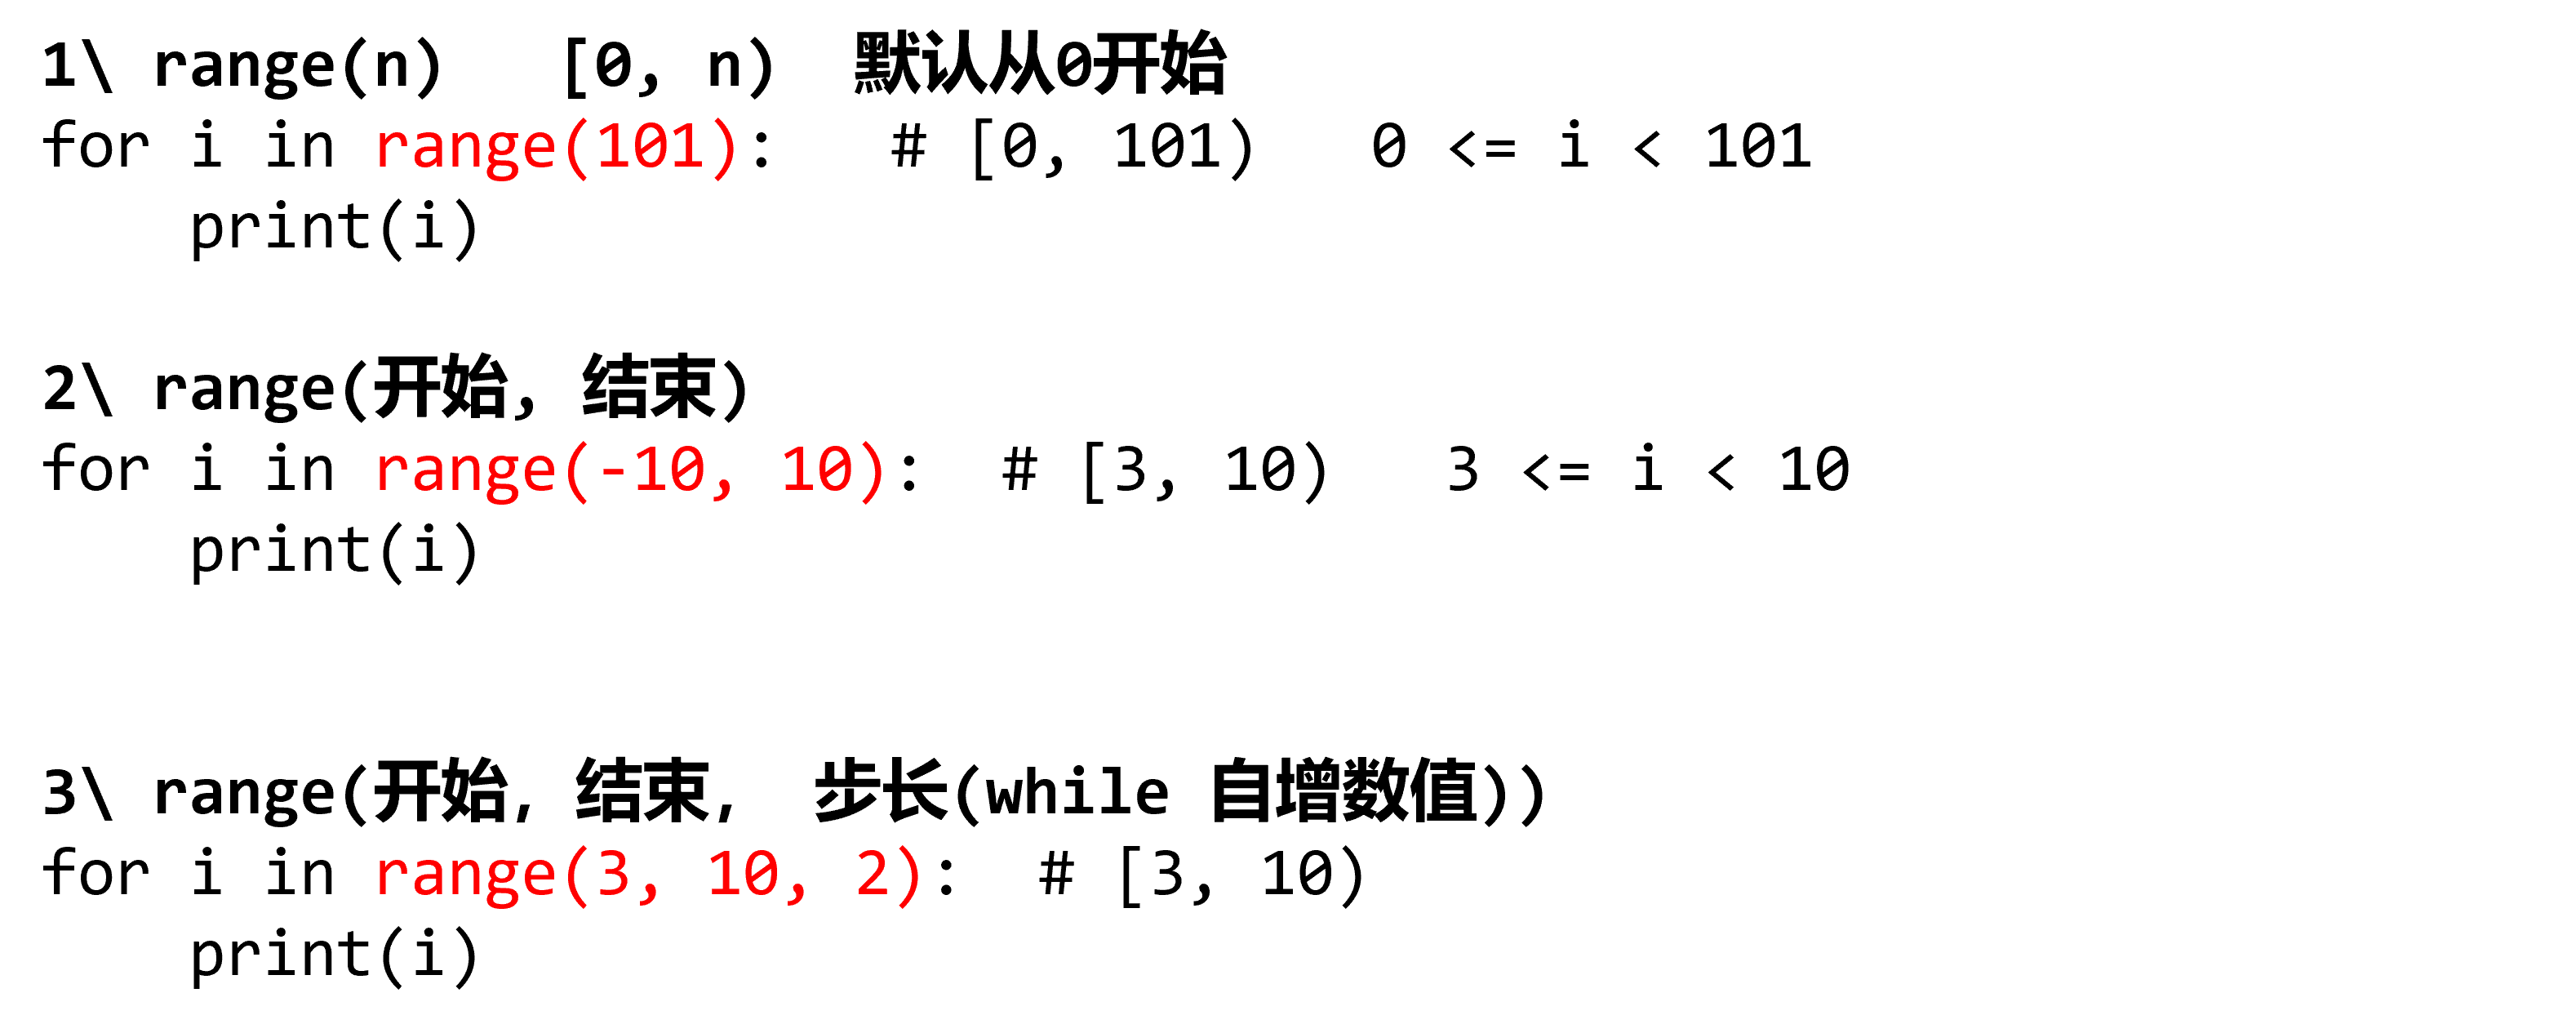 1\ range(n)   [0, n)  默认从0开始
for i in range(101):   # [0, 101)   0 <= i < 101
    print(i)
2\ range(开始, 结束)
for i in range(-10, 10):  # [3, 10)   3 <= i < 10
    print(i)
3\ range(开始, 结束,  步长(while 自增数值))
for i in range(3, 10, 2):  # [3, 10)
    print(i)